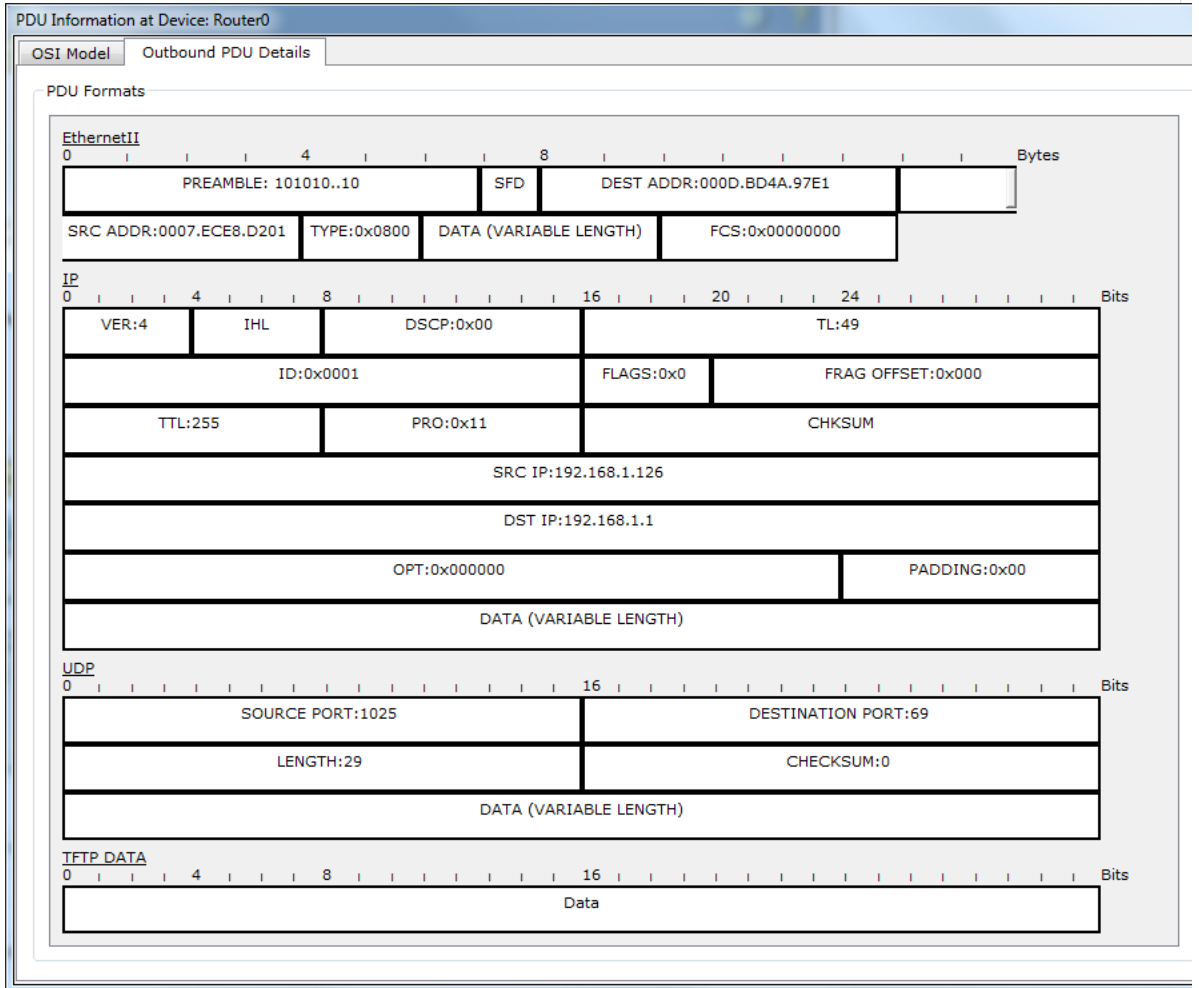 PDU Information at Device: Router0
OSI Model Outbound PDU Details
PDU Formats
EthernetII
0 4 8 Bytes
PREAMBLE: 101010..10 SFD DEST ADDR:000D.BD4A.97E1
SRC ADDR:0007.ECE8.D201 TYPE:0x0800 DATA (VARIABLE LENGTH) FCS:0x00000000
IP
0 4 8 16 20 24 Bits
VER:4 IHL DSCP:0x00 TL:49
ID:0x0001 FLAGS:0x0 FRAG OFFSET:0x000
TTL:255 PRO:0x11 CHKSUM
SRC IP:192.168.1.126
DST IP:192.168.1.1
OPT:0x000000 PADDING:0x00
DATA (VARIABLE LENGTH)
UDP
0 16 Bits
SOURCE PORT:1025 DESTINATION PORT:69
LENGTH:29 CHECKSUM:0
DATA (VARIABLE LENGTH)
TFTP DATA
0 4 8 16 Bits
Data